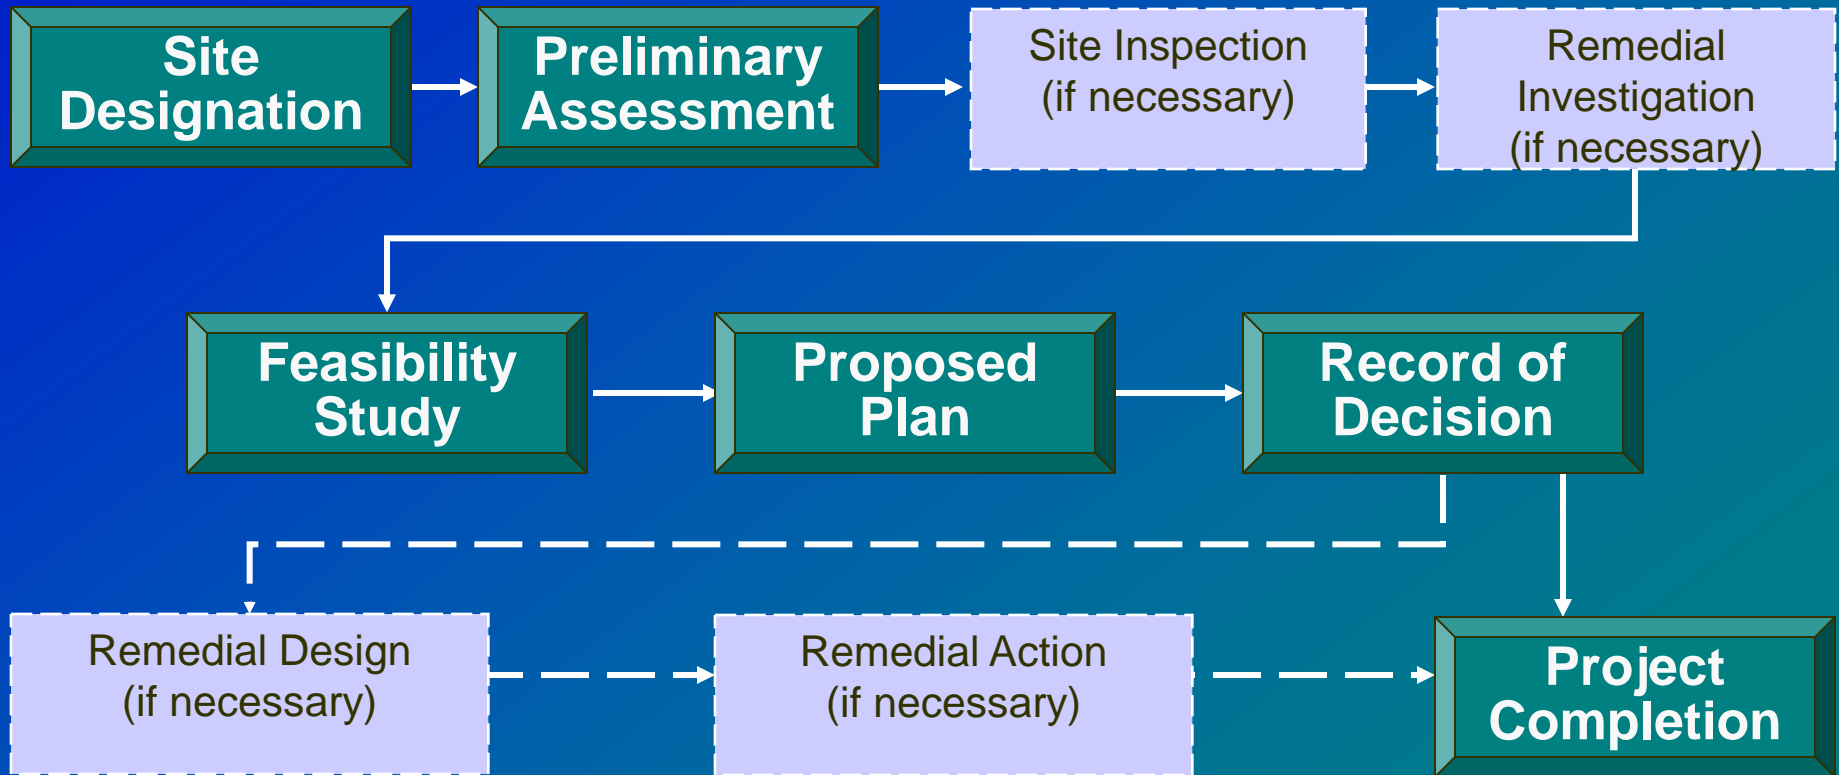 Site
Designation
Preliminary
Assessment
Site Inspection
(if necessary)
Remedial
Investigation
(if necessary)
Feasibility
Study
Proposed
Plan
Record of
Decision
Remedial Design
(if necessary)
Remedial Action
(if necessary)
Project
Completion